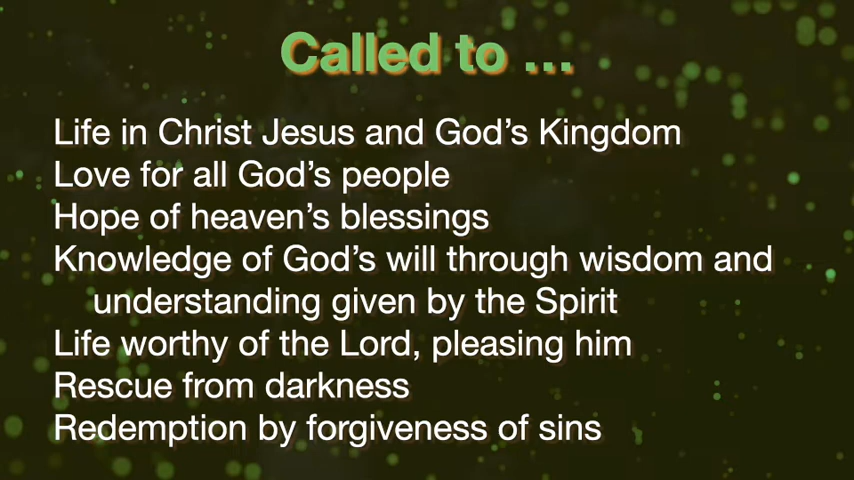 Called to ...
Life in Christ Jesus and God’s Kingdom
Love for all God’s people
Hope of heaven’s blessings
Knowledge of God’s will through wisdom and
understanding given by the Spirit
Life worthy of the Lord, pleasing him
Rescue from darkness
Redemption by forgiveness of sins